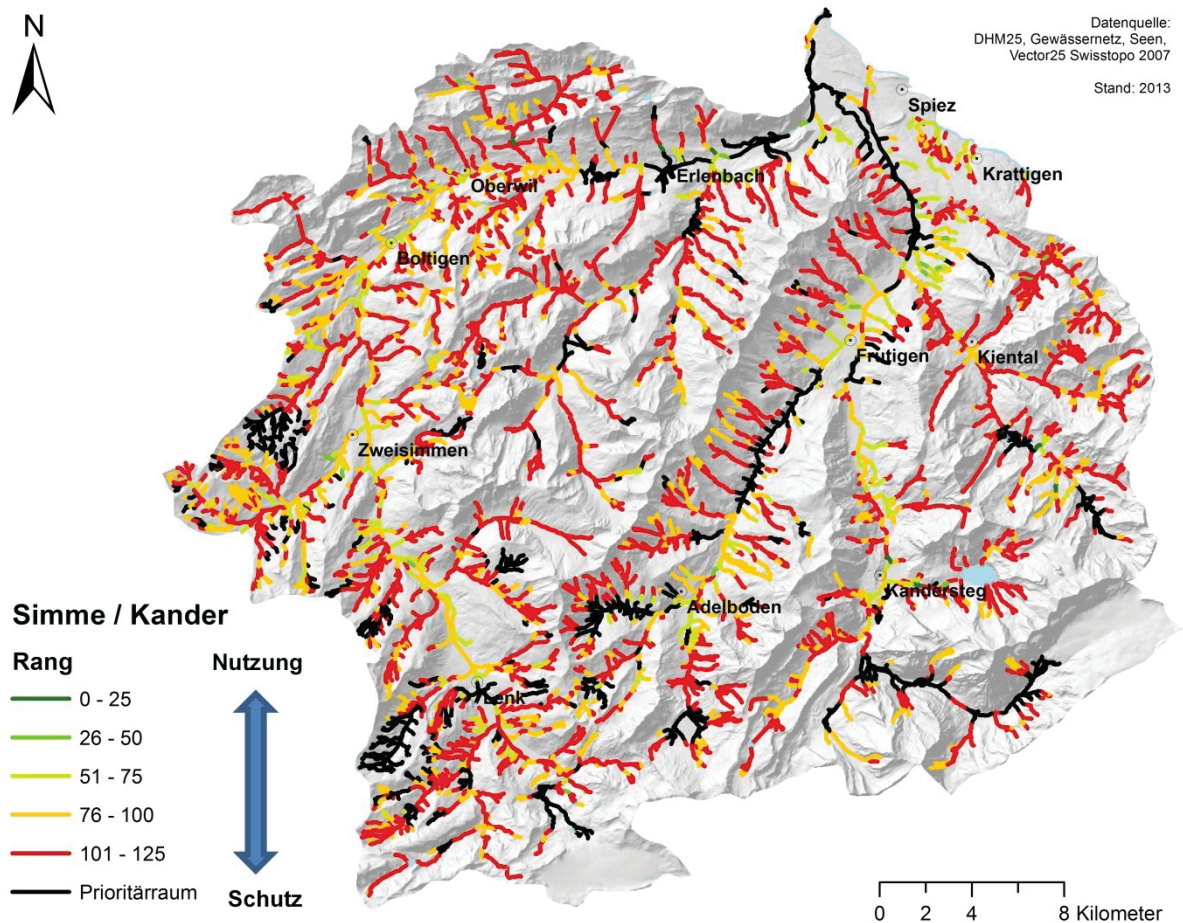 N
Datenquelle:
DHM25, Gewässernetz, Seen,
Vector25 Swisstopo 2007
Stand: 2013
Spiez
Krattigen
Erlenbach
Oberwil
Boltigen
Frutigen
Kiental
Zweisimmen
Kandersteg
Adelboden
Lenk
Simme / Kander
Rang
Nutzung
0 - 25
26 - 50
51 - 75
76 - 100
101 - 125
Prioritärraum
Schutz
0 2 4 8 Kilometer